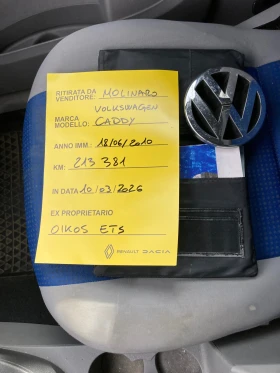 RITIRATA DA
VENDITORE: MOLINARO
MARCA VOLKSWAGEN
MODELLO: CADDY
ANNO IMM.: 18/06/2010
KM: 213 381
IN DATA 10/03/2026
EX PROPRIETARIO
OIKOS ETS
RENAULT DACIA